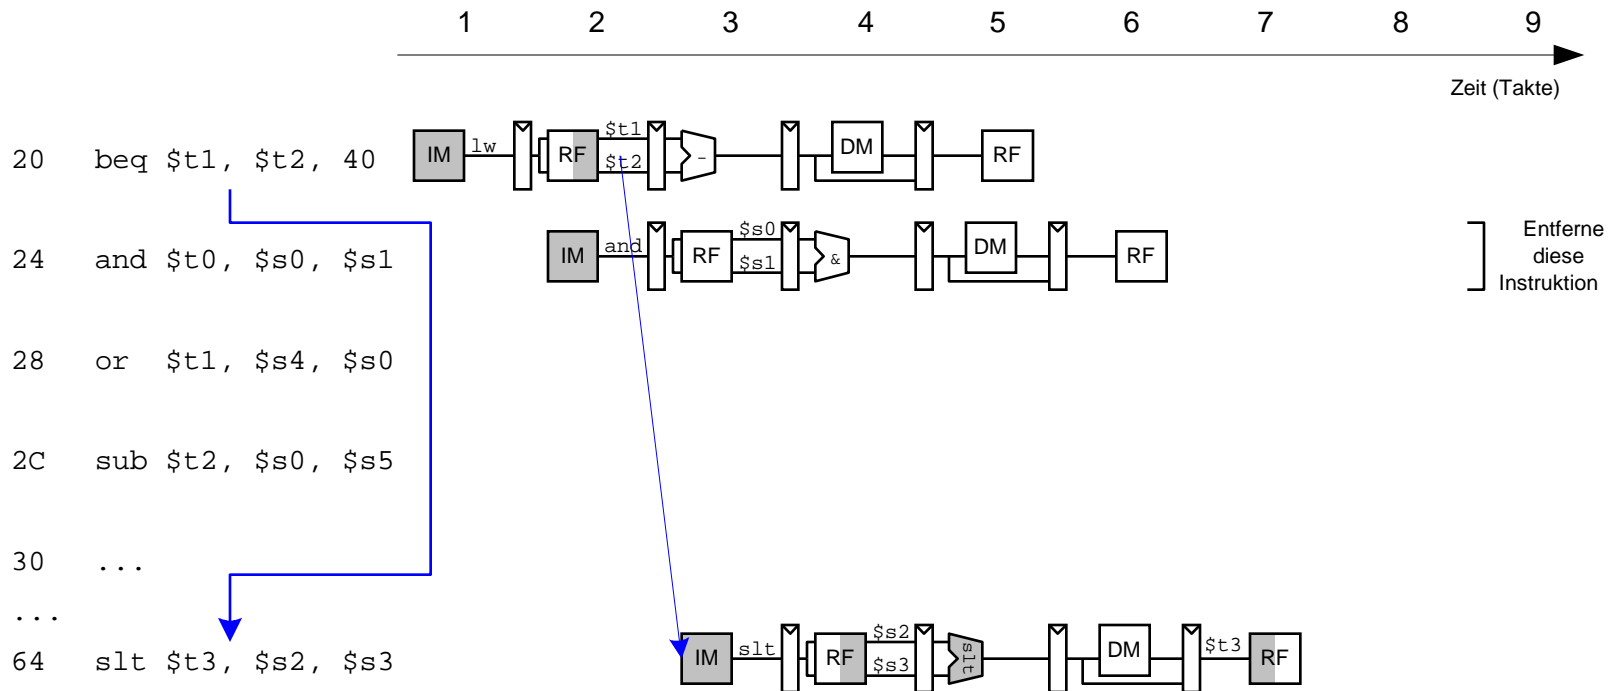 1 2 3 4 5 6 7 8 9
Zeit (Takte)
20 beq $t1, $t2, 40 IM lw RF $t1 $t2 - DM RF
24 and $t0, $s0, $s1 IM and RF $s0 $s1 & DM RF
Entferne
diese
Instruktion
28 or $t1, $s4, $s0
2C sub $t2, $s0, $s5
30 ...
...
64 slt $t3, $s2, $s3 IM slt RF $s2 $s3 slt DM $t3 RF